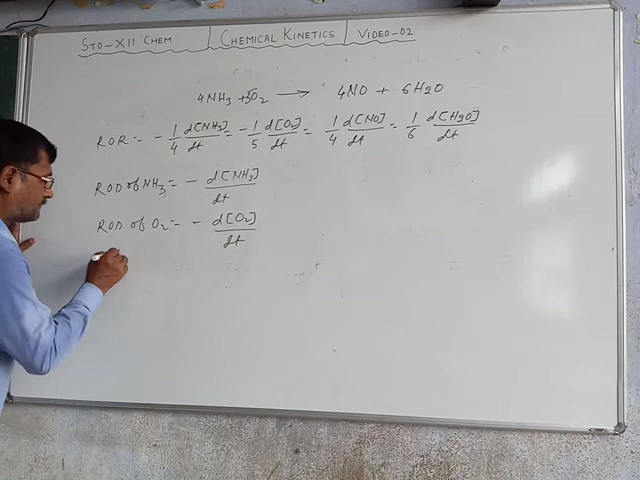 STD-XII CHEM | CHEMICAL KINETICS | VIDEO-02
4NH3 + 5O2 → 4NO + 6H2O
ROR = - 1/4 d[NH3]/dt = - 1/5 d[O2]/dt = 1/4 d[NO]/dt = 1/6 d[H2O]/dt
ROD of NH3 = - d[NH3]/dt
ROD of O2 = - d[O2]/dt